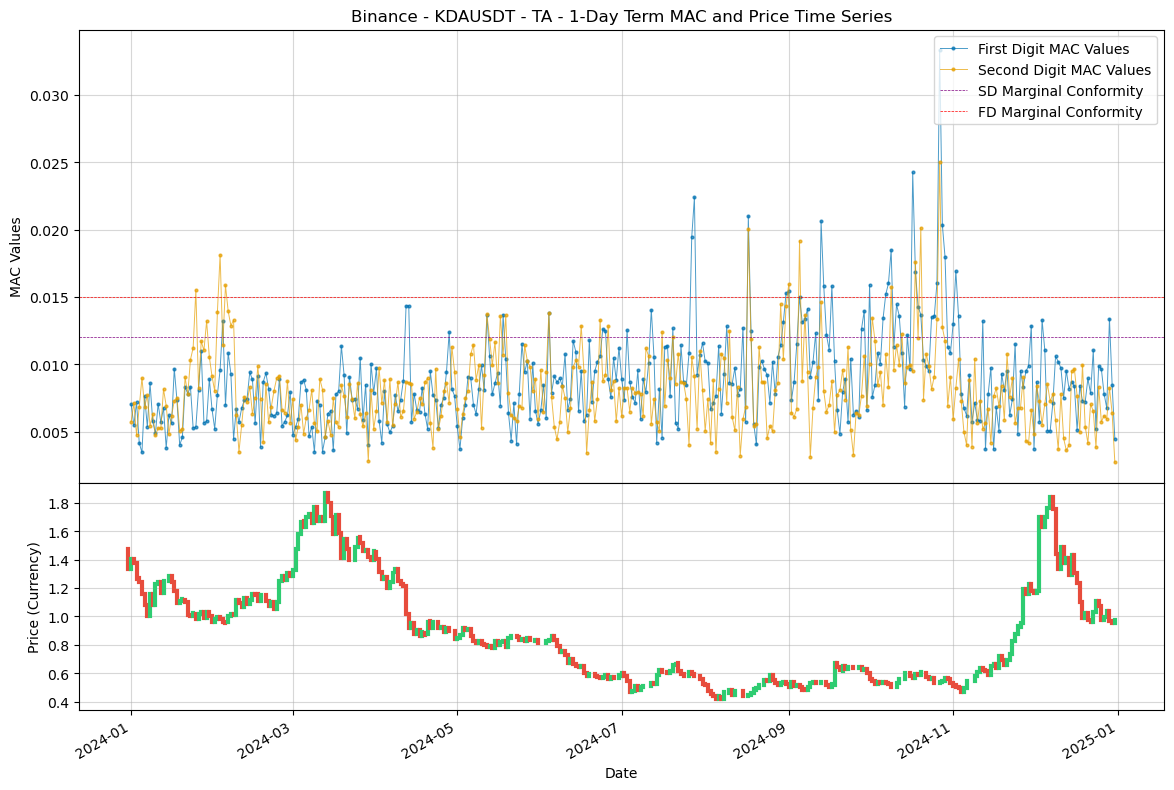 Binance - KDAUSDT - TA - 1-Day Term MAC and Price Time Series
First Digit MAC Values
Second Digit MAC Values
SD Marginal Conformity
FD Marginal Conformity
MAC Values
0.030
0.025
0.020
0.015
0.010
0.005
Price (Currency)
1.8
1.6
1.4
1.2
1.0
0.8
0.6
0.4
2024-01
2024-03
2024-05
2024-07
2024-09
2024-11
2025-01
Date